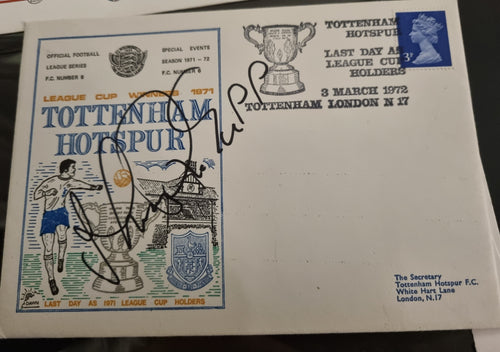 OFFICIAL FOOTBALL
LEAGUE SERIES
F.C. NUMBER 6
SPECIAL EVENTS
SEASON 1971 - 72
F.C. NUMBER 6
LEAGUE CUP WINNERS 1971
TOTTENHAM
HOTSPUR
LAST DAY AS 1971 LEAGUE CUP HOLDERS
TOTTENHAM
HOTSPUR
LAST DAY AS
LEAGUE CUP
HOLDERS
3 MARCH 1972
TOTTENHAM LONDON N 17
3P
The Secretary
Tottenham Hotspur F.C.
White Hart Lane
London, N.17